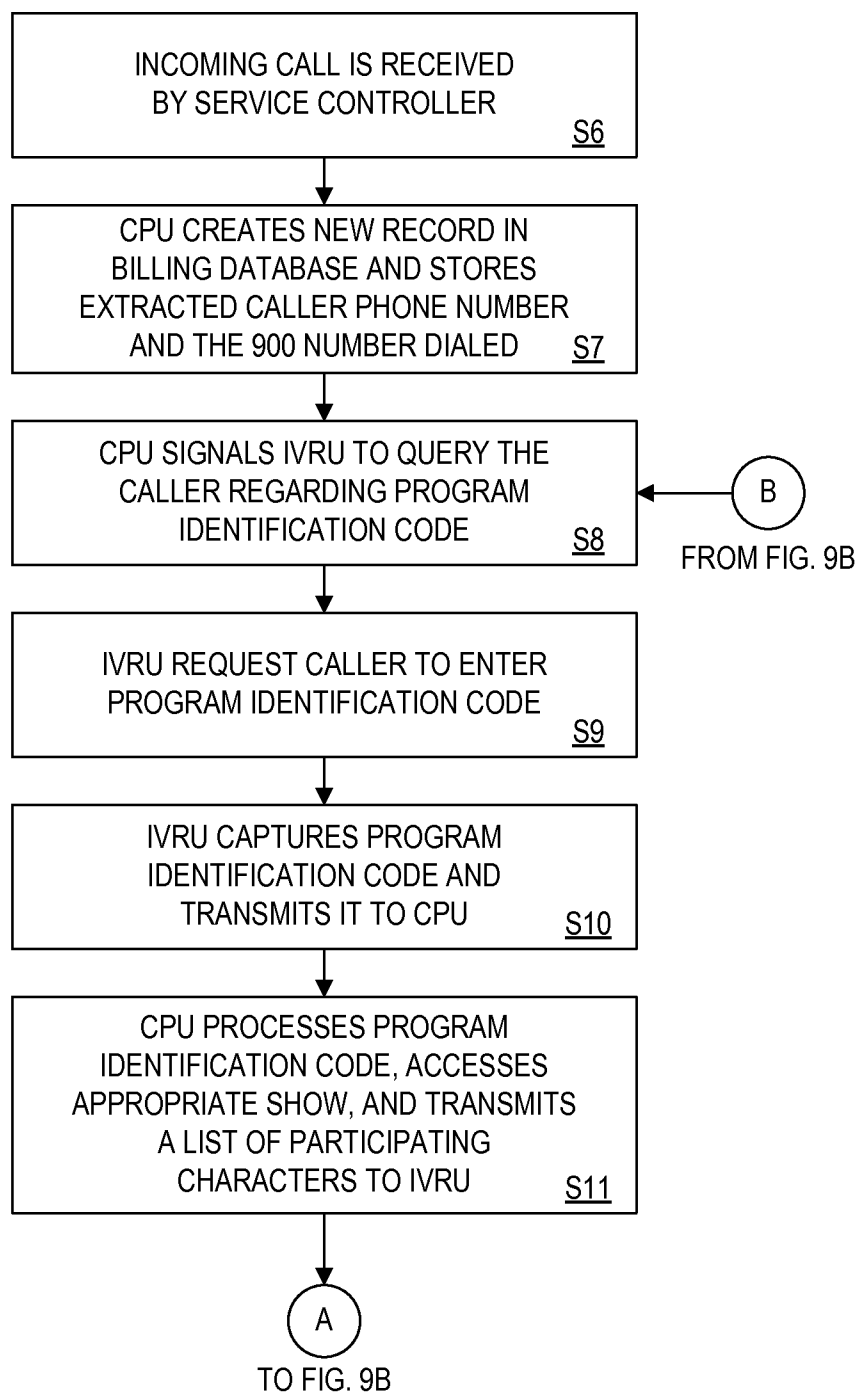 INCOMING CALL IS RECEIVED
BY SERVICE CONTROLLER
S6
CPU CREATES NEW RECORD IN
BILLING DATABASE AND STORES
EXTRACTED CALLER PHONE NUMBER
AND THE 900 NUMBER DIALED
S7
CPU SIGNALS IVRU TO QUERY THE
CALLER REGARDING PROGRAM
IDENTIFICATION CODE
S8
B
FROM FIG. 9B
IVRU REQUEST CALLER TO ENTER
PROGRAM IDENTIFICATION CODE
S9
IVRU CAPTURES PROGRAM
IDENTIFICATION CODE AND
TRANSMITS IT TO CPU
S10
CPU PROCESSES PROGRAM
IDENTIFICATION CODE, ACCESSES
APPROPRIATE SHOW, AND TRANSMITS
A LIST OF PARTICIPATING
CHARACTERS TO IVRU
S11
A
TO FIG. 9B